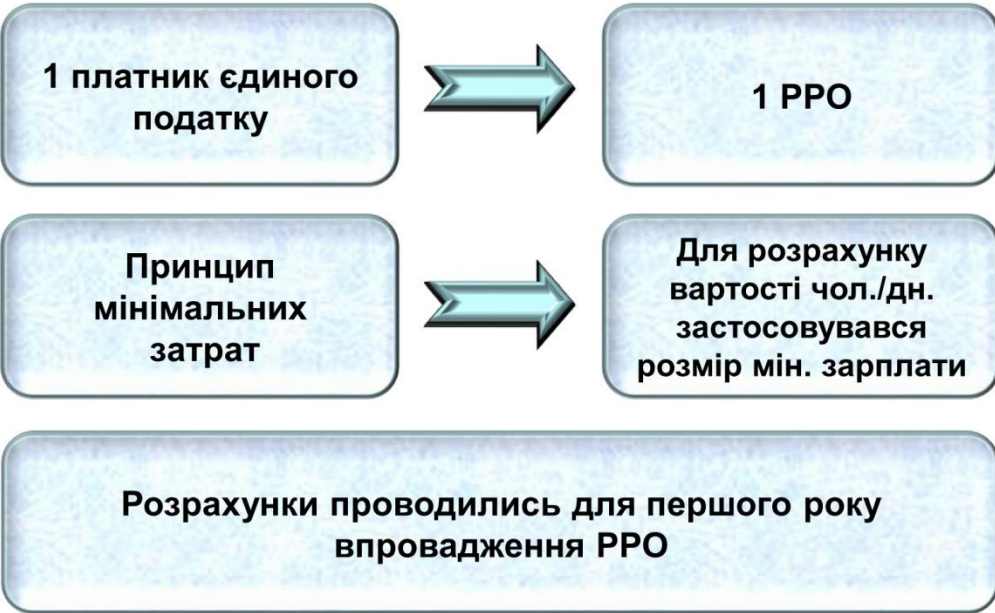 1 платник єдиного
податку
1 РРО
Принцип
мінімальних
затрат
Для розрахунку
вартості чол./дн.
застосовувався
розмір мін. зарплати
Розрахунки проводились для першого року
впровадження РРО